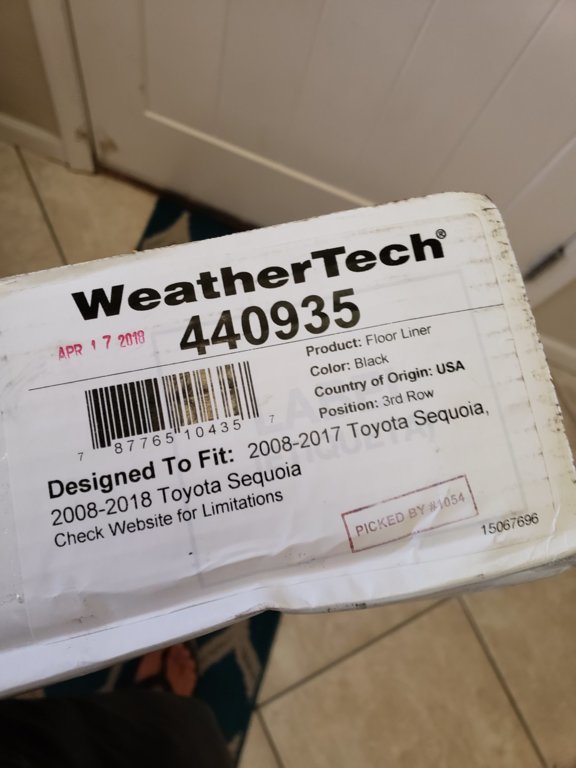 WeatherTech®
APR 17 2018
440935
Product: Floor Liner
Color: Black
Country of Origin: USA
Position: 3rd Row
7 87765 10435 7
Designed To Fit: 2008-2017 Toyota Sequoia,
2008-2018 Toyota Sequoia
Check Website for Limitations
PICKED BY #1054
15067696